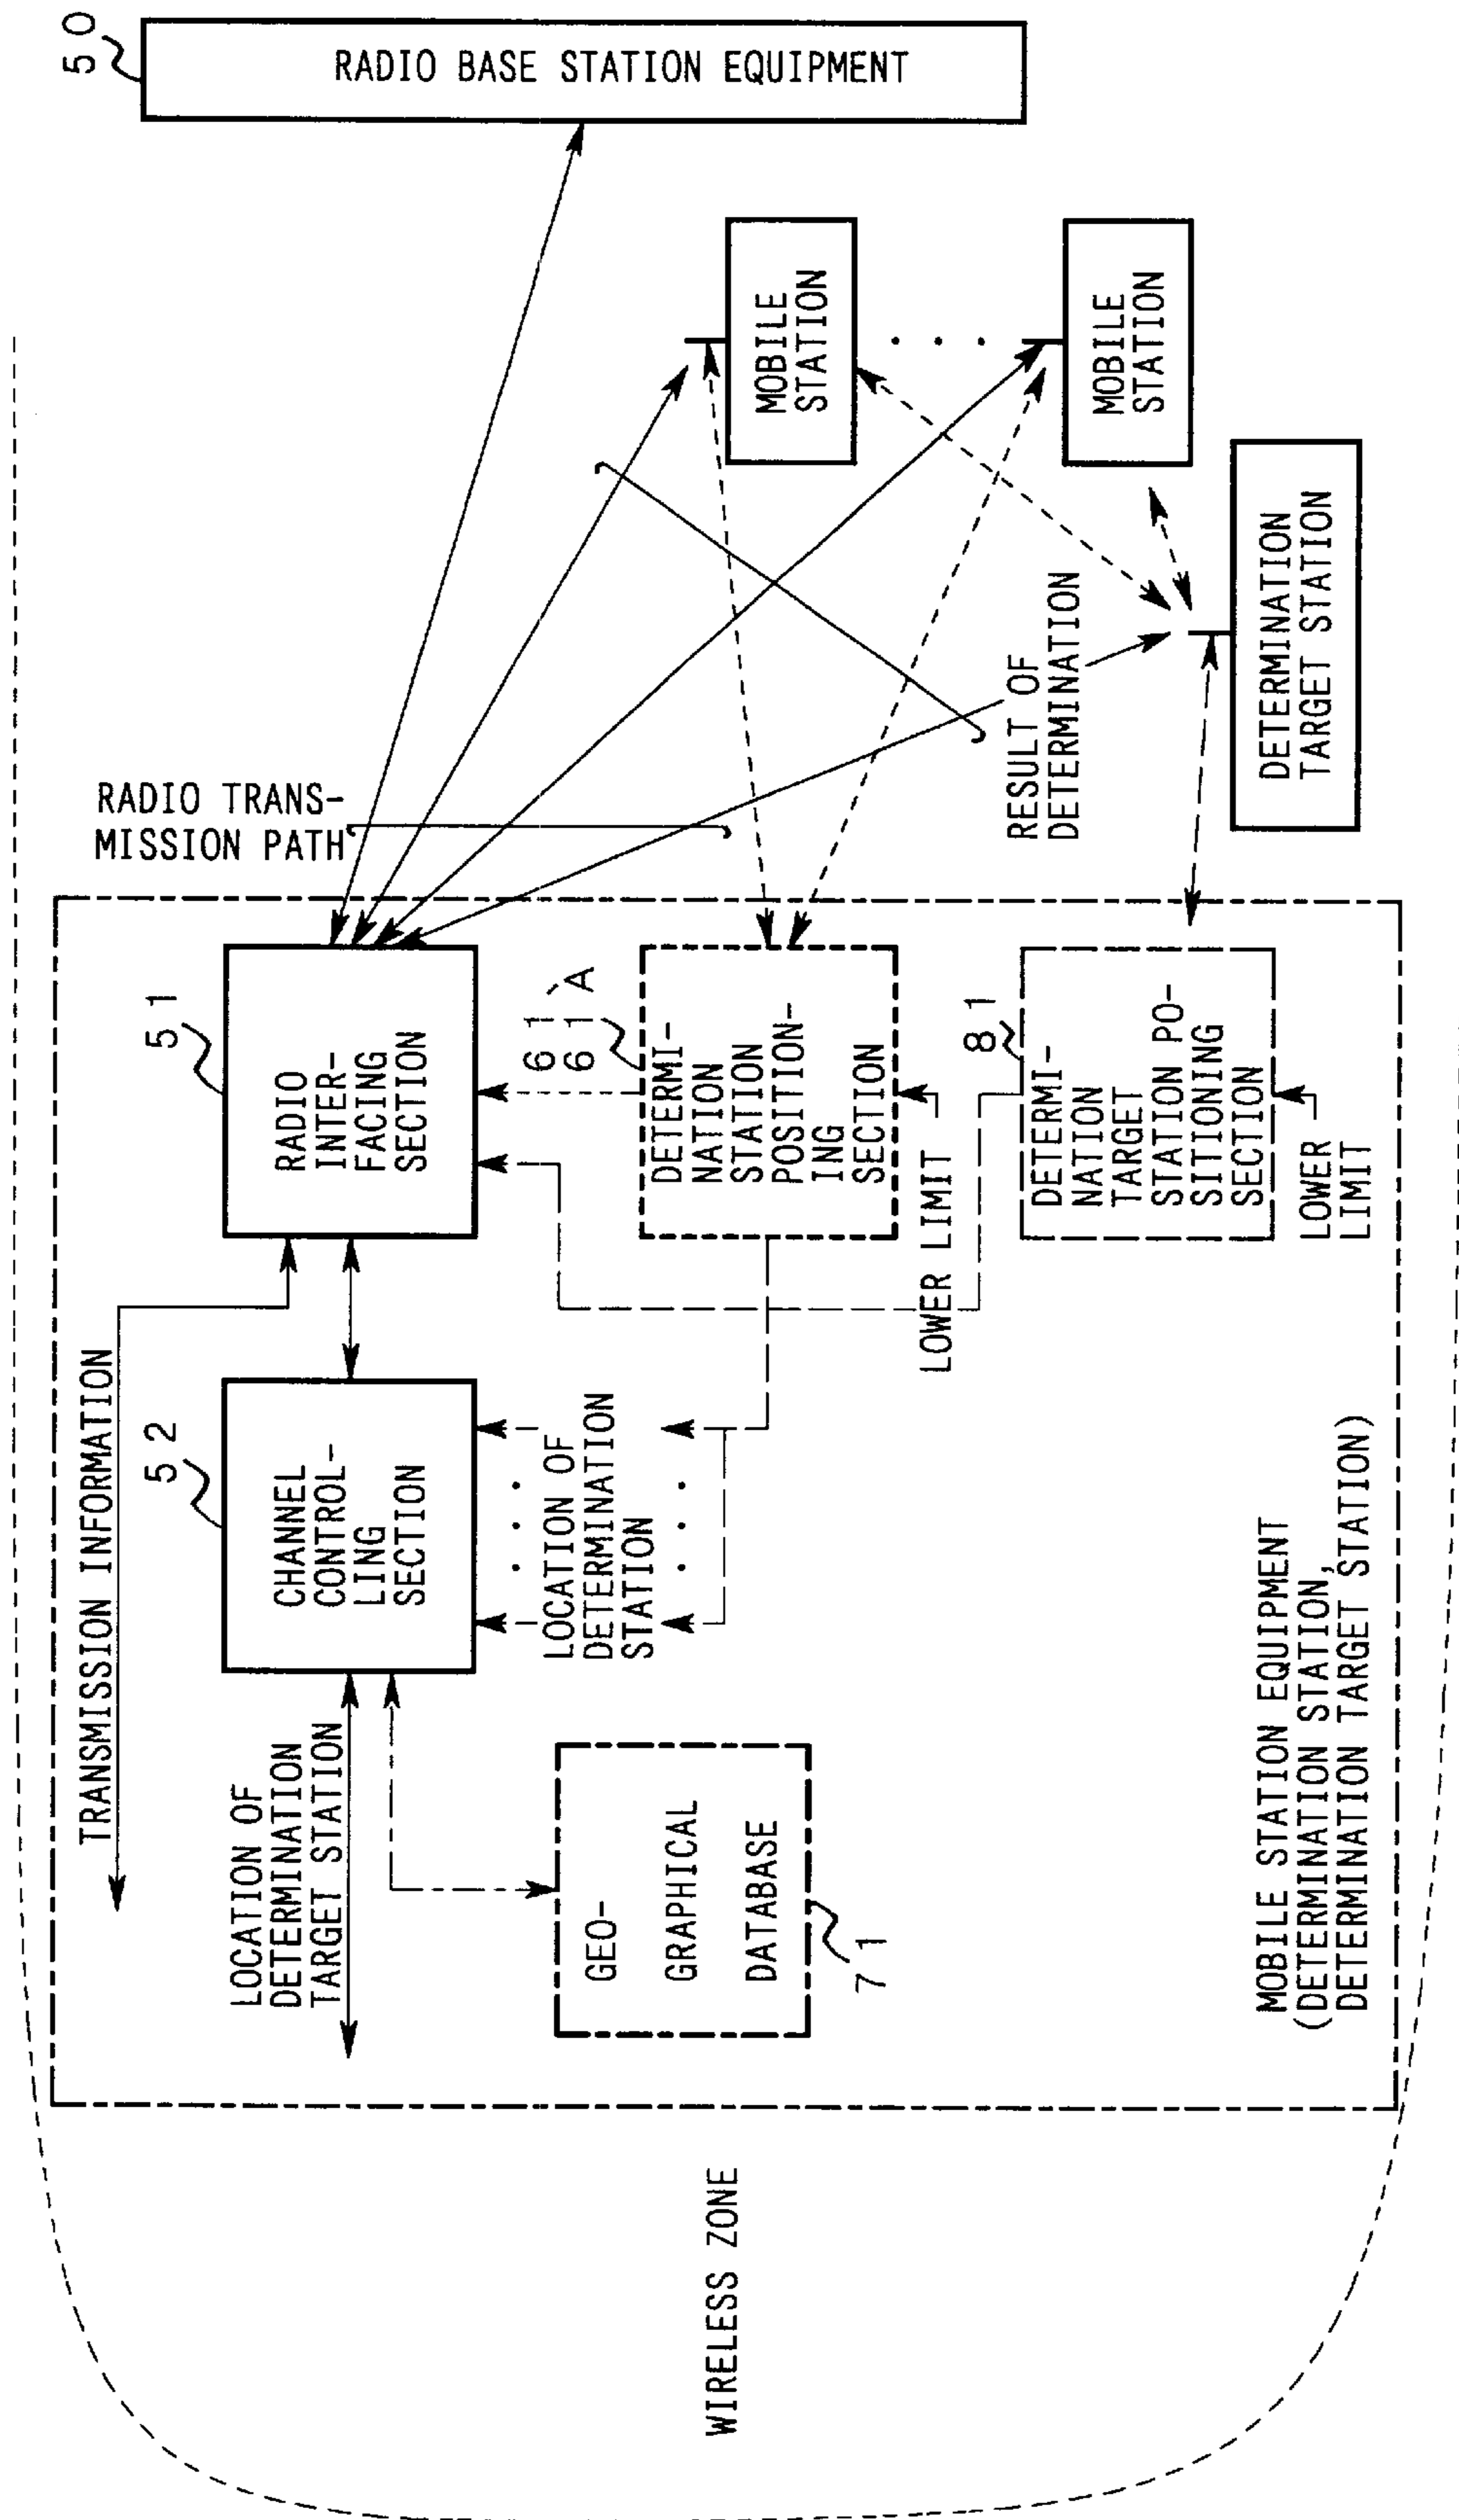 50
RADIO BASE STATION EQUIPMENT
MOBILE
STATION
MOBILE
STATION
DETERMINATION
TARGET STATION
RESULT OF
DETERMINATION
RADIO TRANS-
MISSION PATH
51
RADIO
INTER-
FACING
SECTION
61,
61A
DETERMI-
NATION
STATION
POSITION-
ING
SECTION
LOWER LIMIT
81
DETERMI-
NATION
TARGET
STATION PO-
SITIONING
SECTION
LOWER
LIMIT
TRANSMISSION INFORMATION
52
CHANNEL
CONTROL-
LING
SECTION
LOCATION OF
DETERMINATION
STATION
LOCATION OF
DETERMINATION
TARGET STATION
GEO-
GRAPHICAL
DATABASE
71
MOBILE STATION EQUIPMENT
(DETERMINATION STATION,
DETERMINATION TARGET STATION)
WIRELESS ZONE